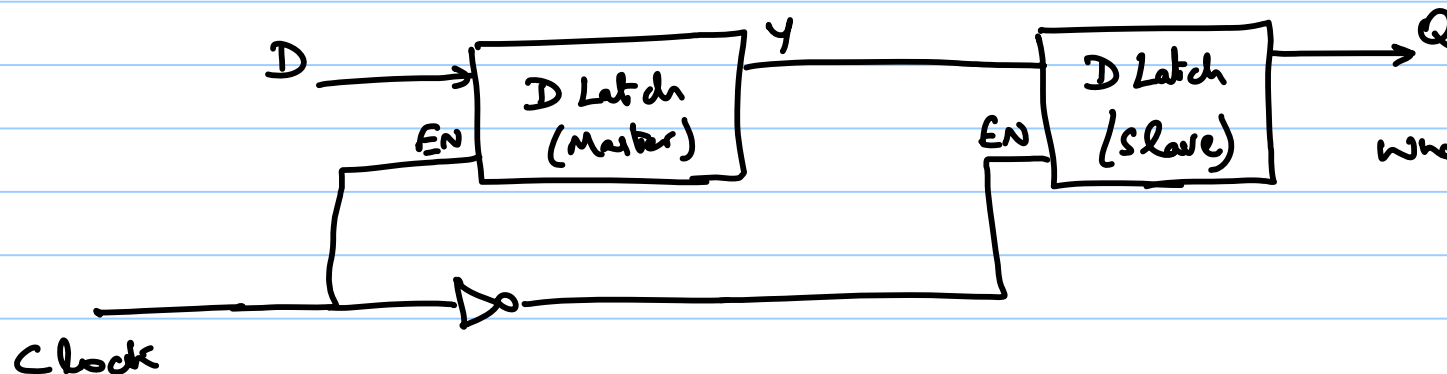 D
D Latch
(Master)
EN
Y
D Latch
(Slave)
EN
Q
Clock